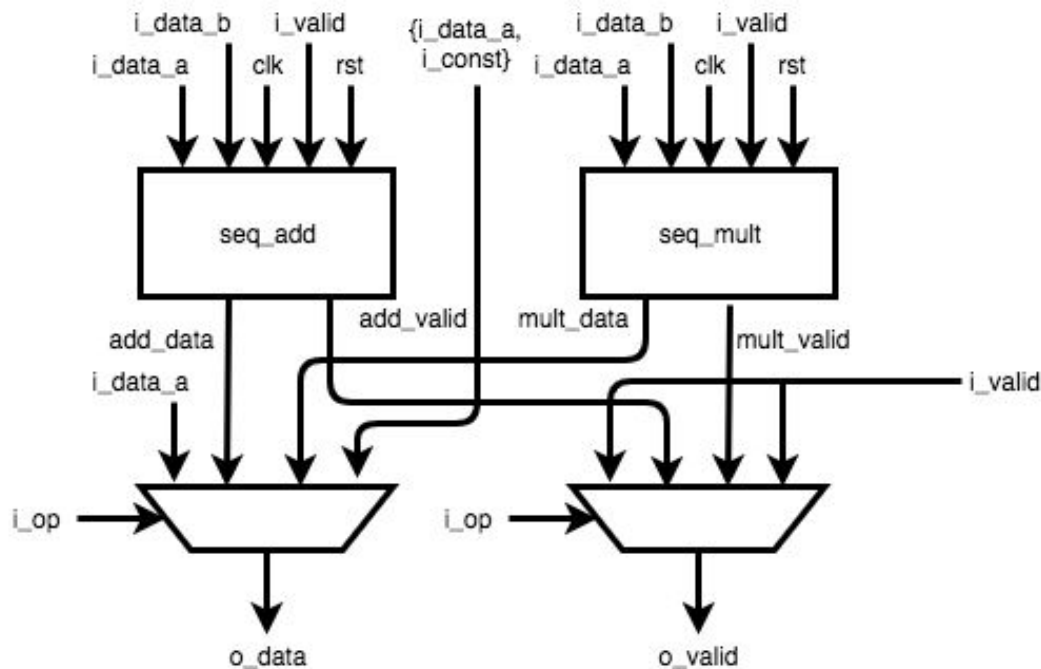 i_data_b
i_valid
{i_data_a,
i_const}
i_data_b
i_valid
i_data_a
clk
rst
i_data_a
clk
rst
seq_add
seq_mult
add_data
add_valid
mult_data
mult_valid
i_data_a
i_valid
i_op
i_op
o_data
o_valid